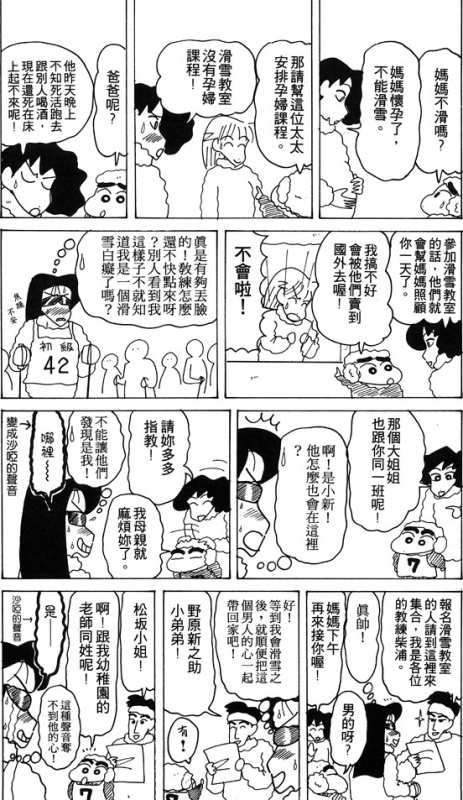 媽媽不滑嗎？
媽媽懷孕了，
不能滑雪。
那請幫這位太太
安排孕婦課程。
滑雪教室
沒有孕婦
課程！
爸爸呢？
他昨天晚上
不知死活跑去
跟別人喝酒，
現在還死在床
上起不來呢！
參加滑雪教室
的話，他們就
會幫媽媽照顧
你一天了。
我搞不好
會被他們賣到
國外去喔！
不會啦！
真是有夠丟臉
的！教練怎麼
還不快點來呀
？別人看到我
這樣子不就知
道我是一個滑
雪白癡了嗎？
焦躁
不安
初級
42
那個大姐姐
也跟你同一班呢！
啊！是小新！
他怎麼也會在這裡
？
7
請妳多多
指教！
我母親就
麻煩妳了。
不能讓他們
發現是我！
哪裡～
變成沙啞的聲音
報名滑雪教室
的人請到這裡來
集合，我是各位
的教練柴浦。
真帥！
媽媽下午
再來接你喔！
男的呀？
好！
等到我會滑雪之
後，就順便把這
個男人的心一起
帶回家吧！
野原新之助
小弟弟！
有！
松坂小姐！
啊！跟我幼稚園的
老師同姓呢！
是—
沙啞的聲音
這種聲音奪
不到他的心！
7